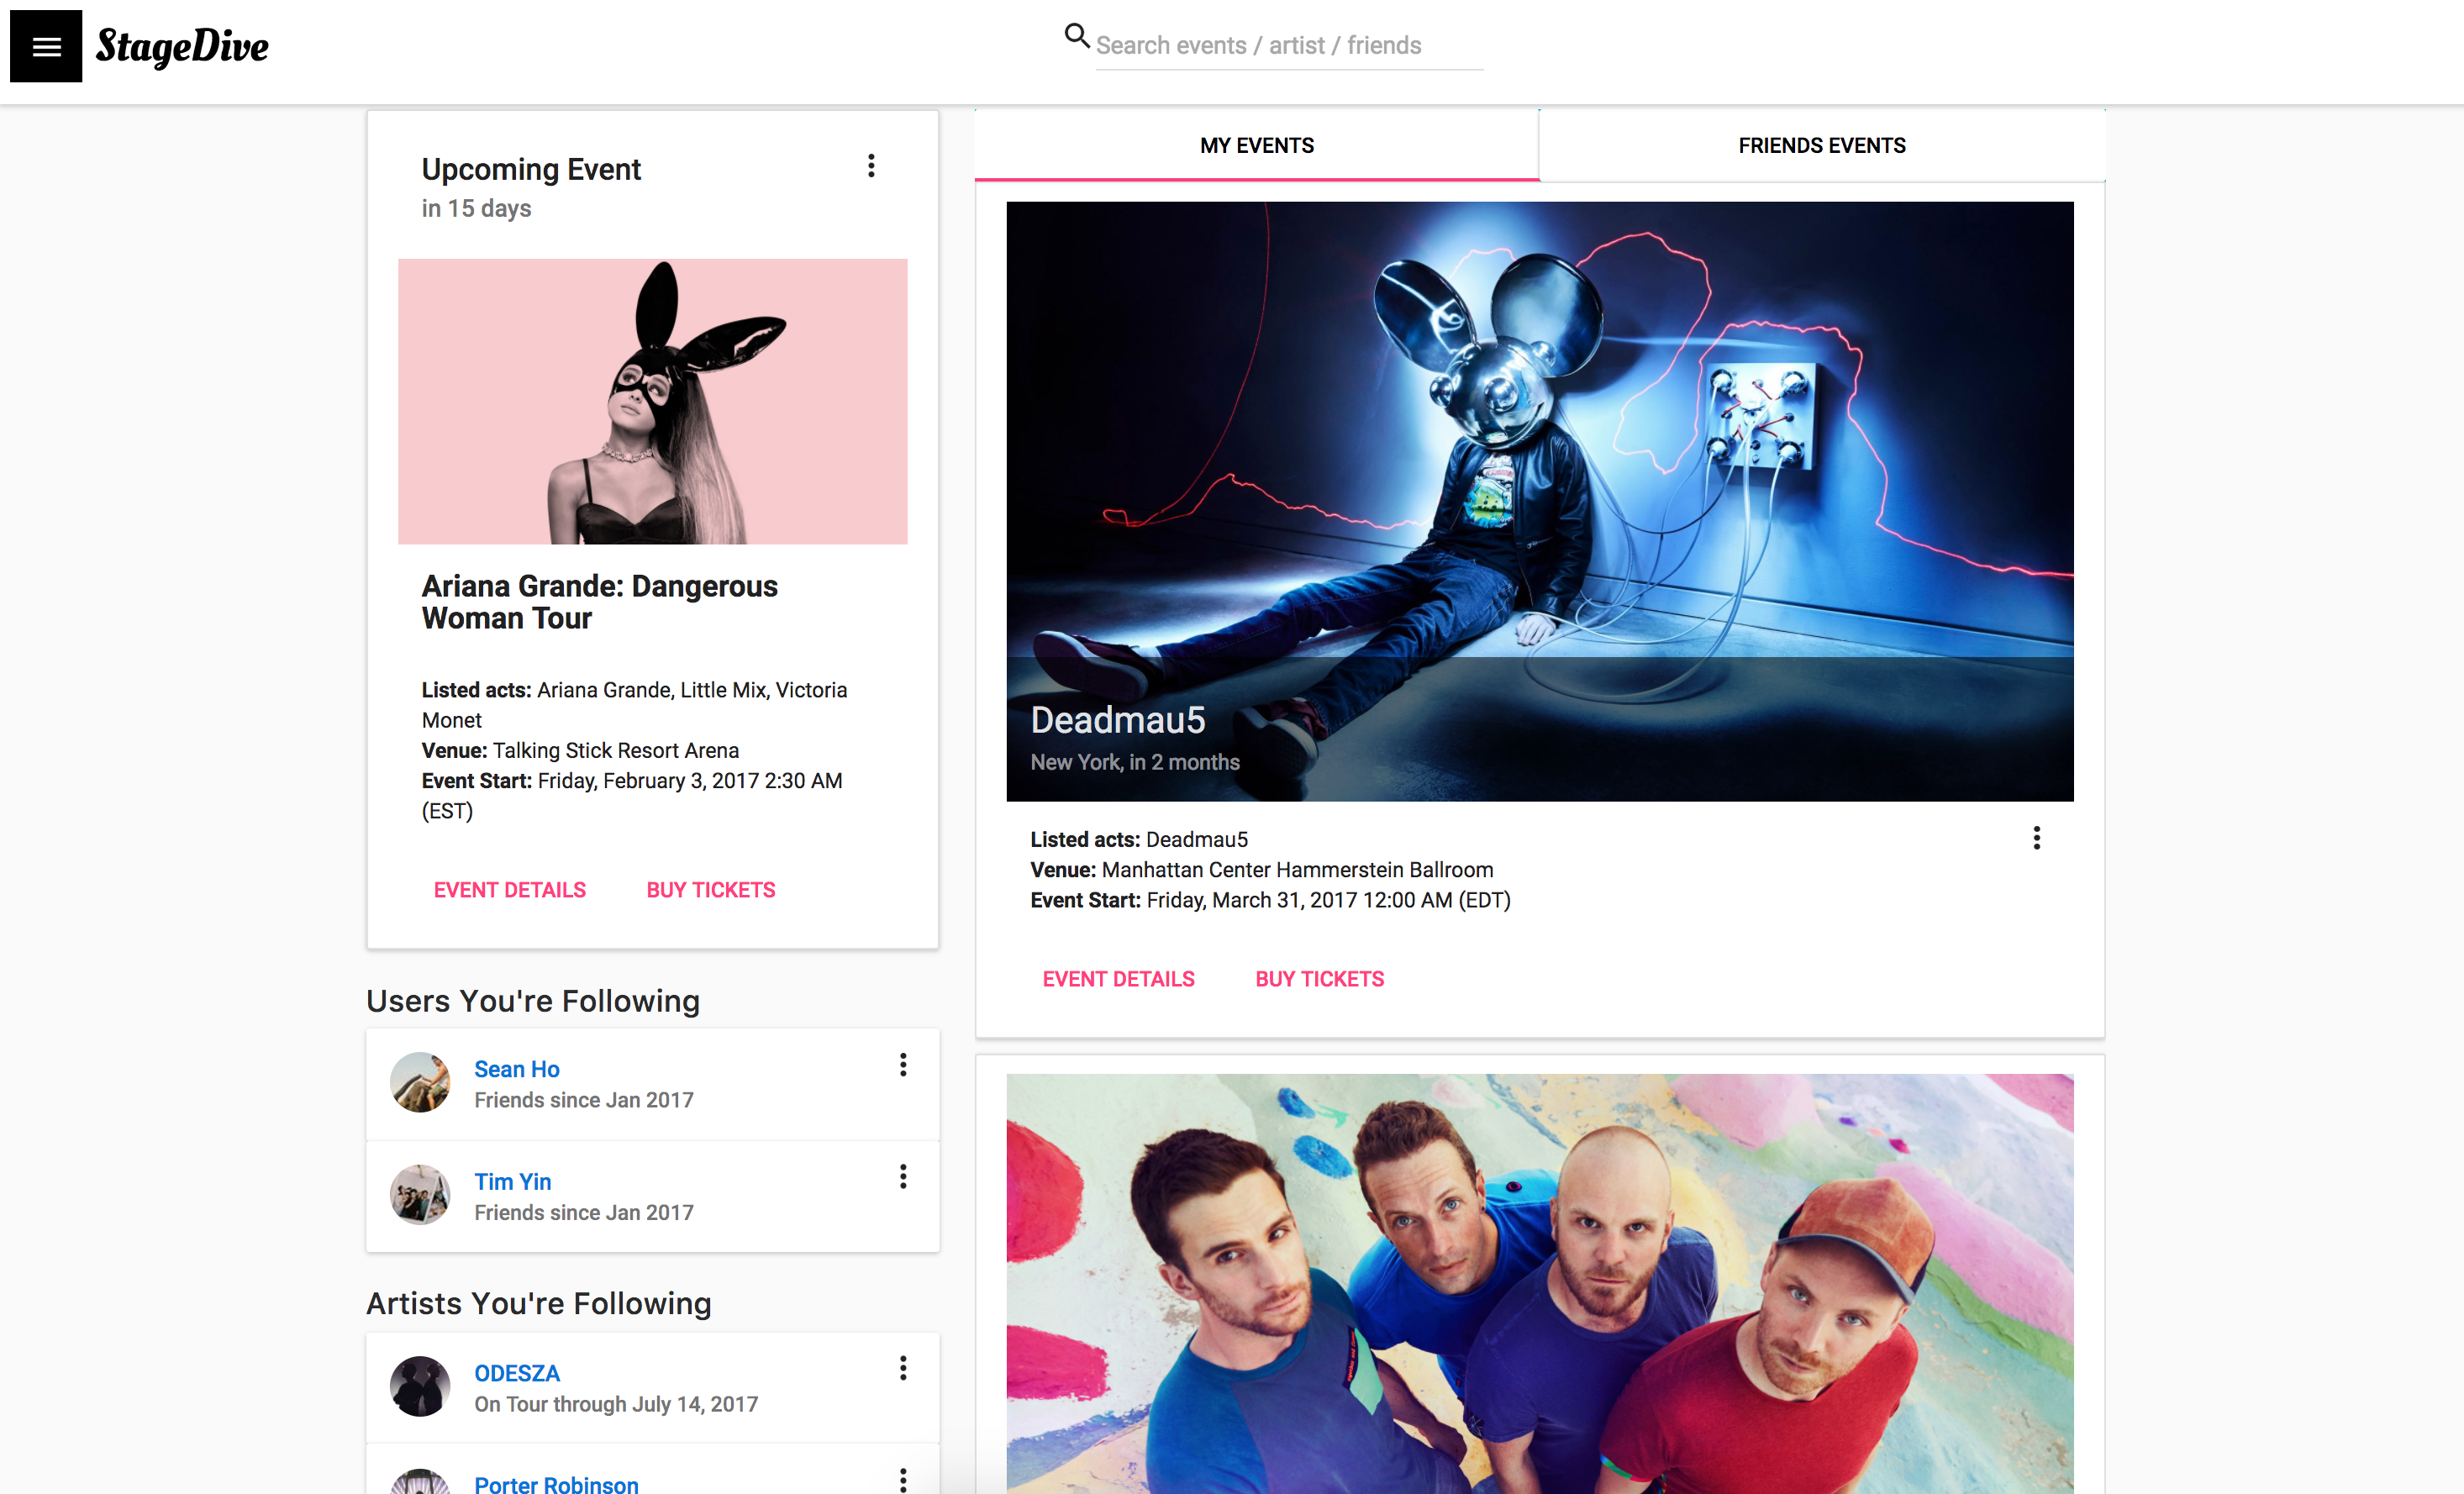 StageDive
Search events / artist / friends
Upcoming Event
in 15 days
Ariana Grande: Dangerous
Woman Tour
Listed acts: Ariana Grande, Little Mix, Victoria
Monet
Venue: Talking Stick Resort Arena
Event Start: Friday, February 3, 2017 2:30 AM
(EST)
EVENT DETAILS BUY TICKETS
Users You're Following
Sean Ho
Friends since Jan 2017
Tim Yin
Friends since Jan 2017
Artists You're Following
ODESZA
On Tour through July 14, 2017
Porter Robinson
MY EVENTS FRIENDS EVENTS
Deadmau5
New York, in 2 months
Listed acts: Deadmau5
Venue: Manhattan Center Hammerstein Ballroom
Event Start: Friday, March 31, 2017 12:00 AM (EDT)
EVENT DETAILS BUY TICKETS